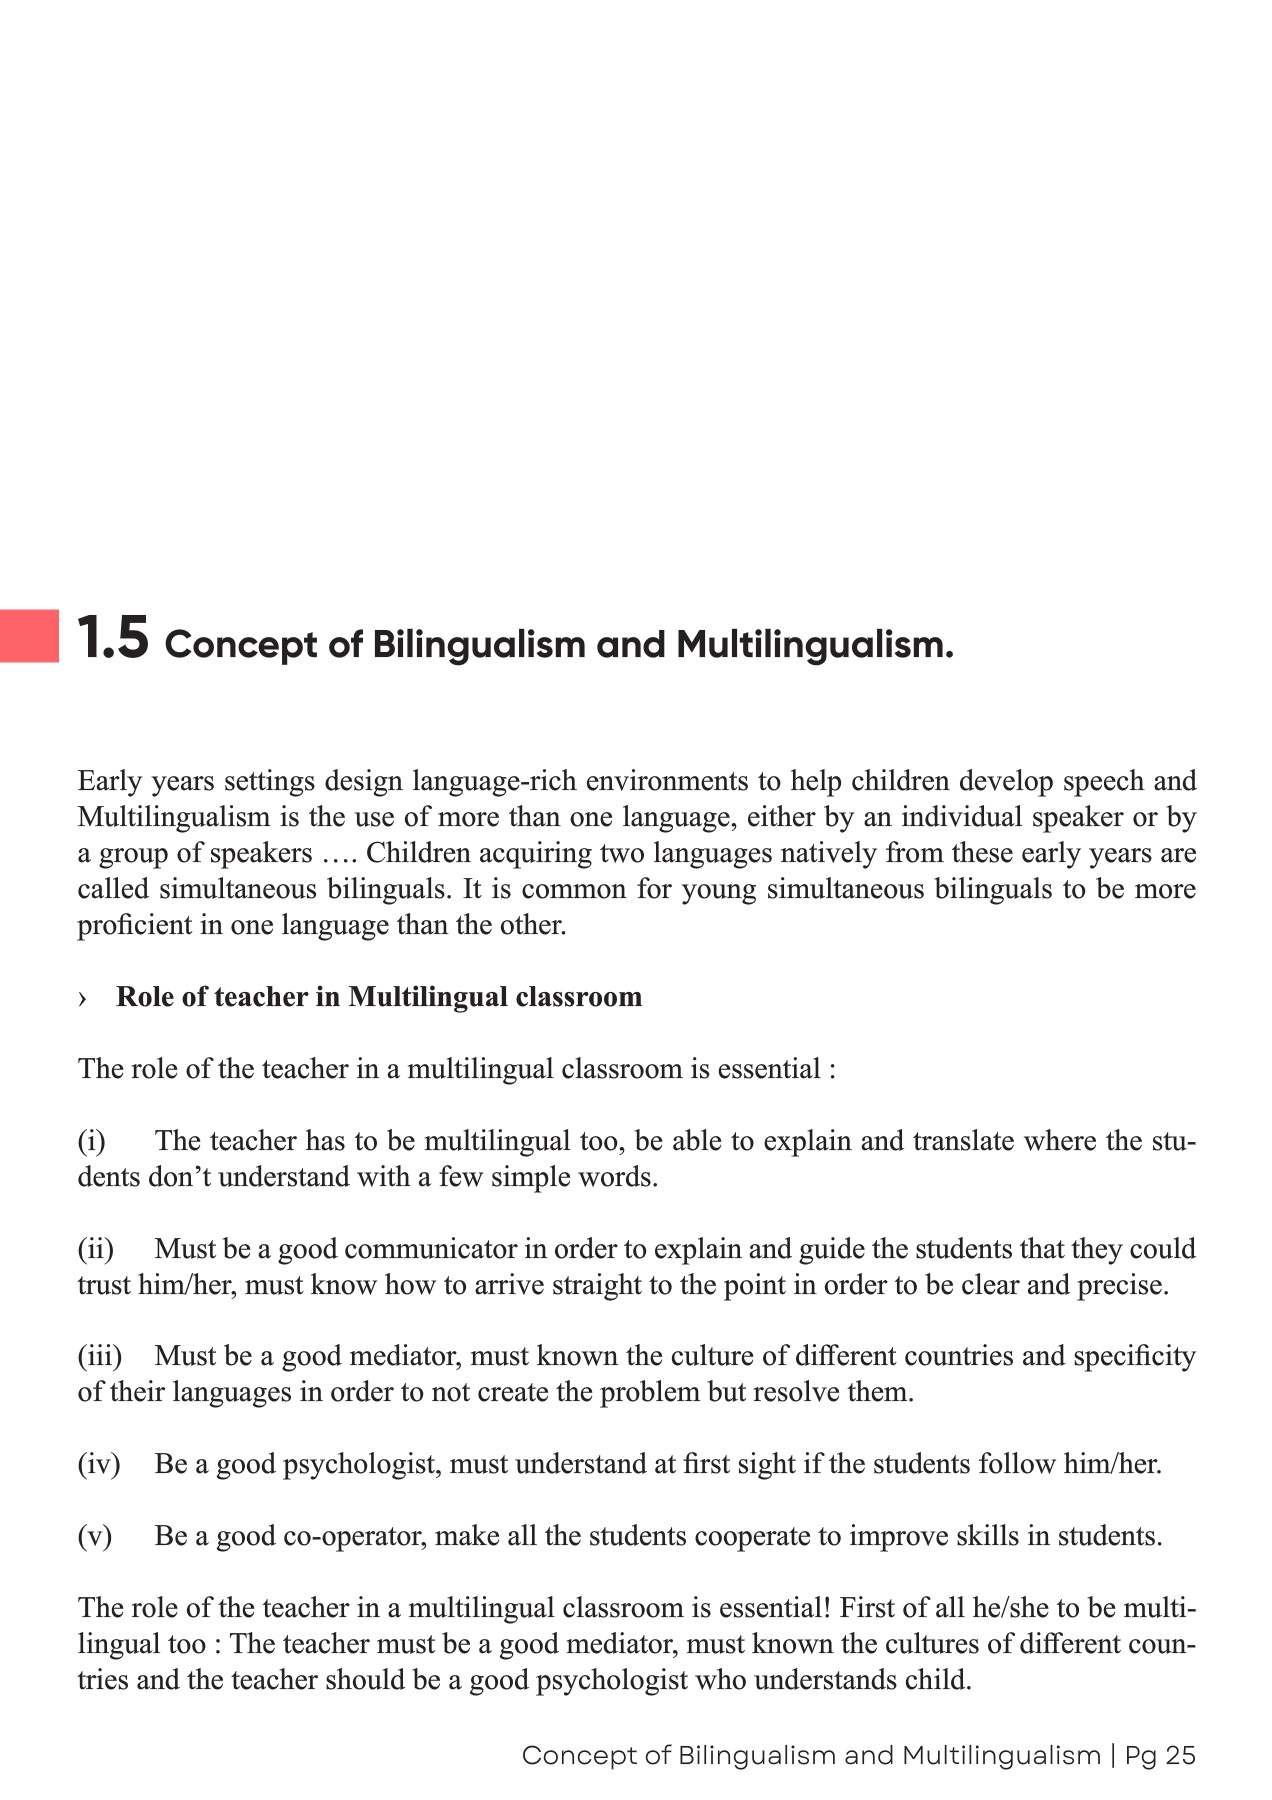 1.5 Concept of Bilingualism and Multilingualism.
Early years settings design language-rich environments to help children develop speech and
Multilingualism is the use of more than one language, either by an individual speaker or by
a group of speakers …. Children acquiring two languages natively from these early years are
called simultaneous bilinguals. It is common for young simultaneous bilinguals to be more
proficient in one language than the other.
› Role of teacher in Multilingual classroom
The role of the teacher in a multilingual classroom is essential :
(i) The teacher has to be multilingual too, be able to explain and translate where the stu-
dents don’t understand with a few simple words.
(ii) Must be a good communicator in order to explain and guide the students that they could
trust him/her, must know how to arrive straight to the point in order to be clear and precise.
(iii) Must be a good mediator, must known the culture of different countries and specificity
of their languages in order to not create the problem but resolve them.
(iv) Be a good psychologist, must understand at first sight if the students follow him/her.
(v) Be a good co-operator, make all the students cooperate to improve skills in students.
The role of the teacher in a multilingual classroom is essential! First of all he/she to be multi-
lingual too : The teacher must be a good mediator, must known the cultures of different coun-
tries and the teacher should be a good psychologist who understands child.
Concept of Bilingualism and Multilingualism | Pg 25